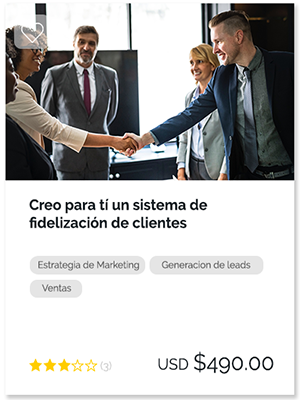 Creo para tí un sistema de
fidelización de clientes
Estrategia de Marketing
Generacion de leads
Ventas
(3)
USD $490.00